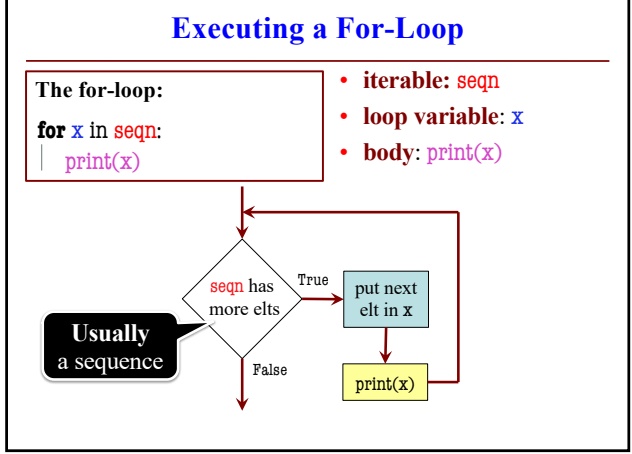 Executing a For-Loop
The for-loop:
for x in seqn:
print(x)
• iterable: seqn
• loop variable: x
• body: print(x)
seqn has
more elts
True
put next
elt in x
Usually
a sequence
False
print(x)